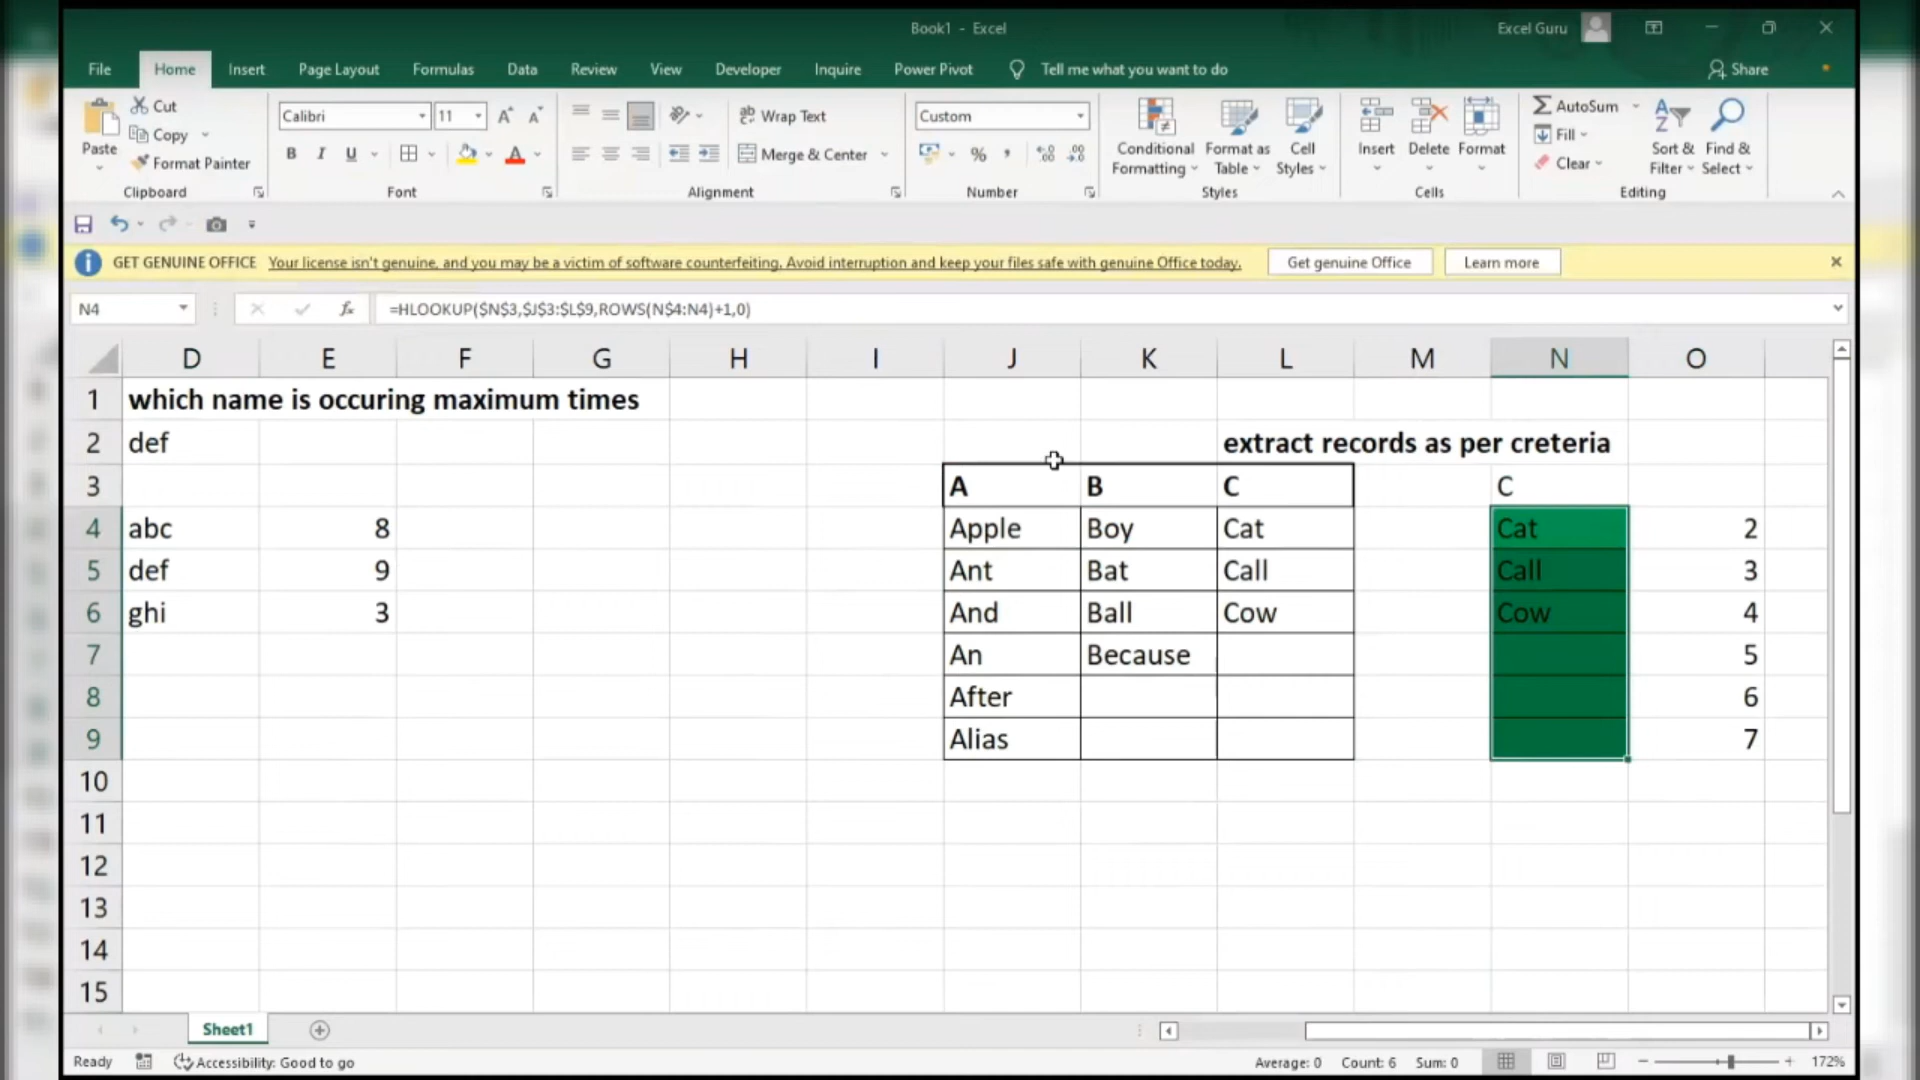 Book1 - Excel
Excel Guru
File Home Insert Page Layout Formulas Data Review View Developer Inquire Power Pivot Tell me what you want to do Share
Cut
Copy
Format Painter
Paste
Clipboard
Calibri 11
B I U
Font
Wrap Text
Merge & Center
Alignment
Custom
%
Number
Conditional Formatting
Format as Table
Cell Styles
Styles
Insert Delete Format
Cells
AutoSum
Fill
Clear
Sort & Filter
Find & Select
Editing
GET GENUINE OFFICE Your license isn't genuine, and you may be a victim of software counterfeiting. Avoid interruption and keep your files safe with genuine Office today. Get genuine Office Learn more
N4 fx =HLOOKUP($N$3,$J$3:$L$9,ROWS(N$4:N4)+1,0)
D E F G H I J K L M N O
1 which name is occuring maximum times
2 def extract records as per creteria
3 A B C C
4 abc 8 Apple Boy Cat Cat 2
5 def 9 Ant Bat Call Call 3
6 ghi 3 And Ball Cow Cow 4
7 An Because 5
8 After 6
9 Alias 7
10
11
12
13
14
15
Sheet1
Ready Accessibility: Good to go Average: 0 Count: 6 Sum: 0 172%